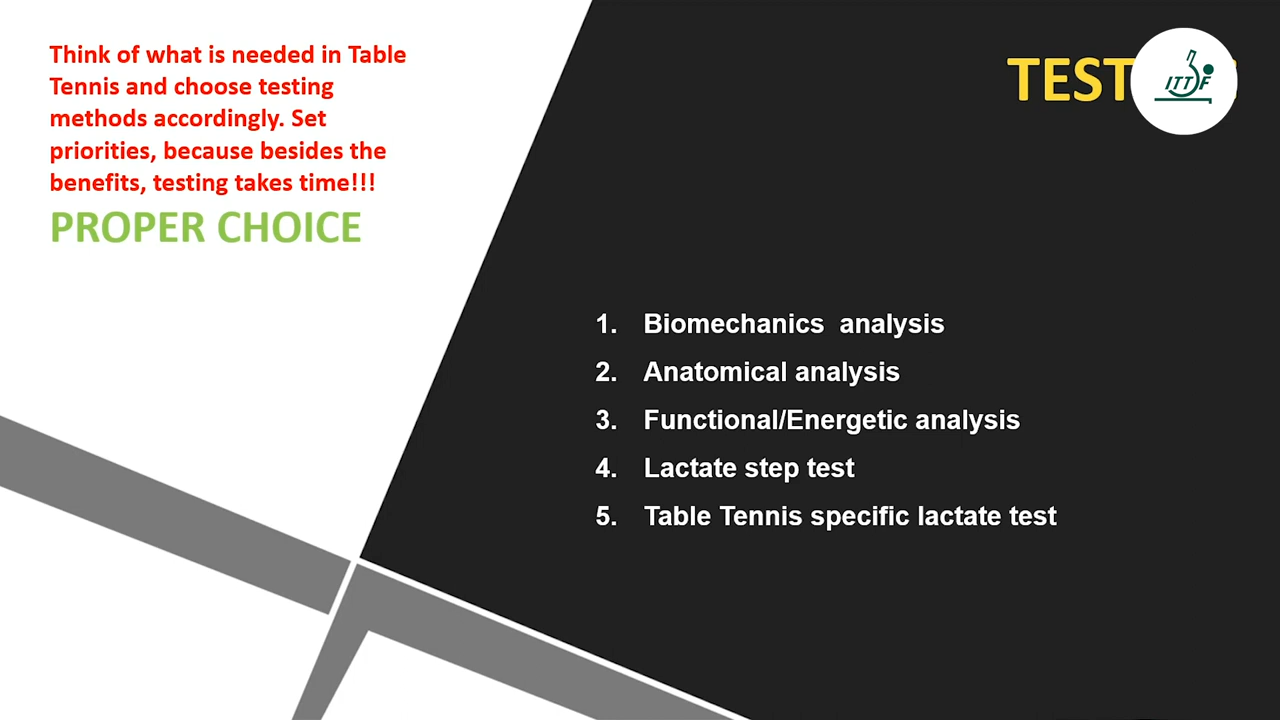 Think of what is needed in Table
Tennis and choose testing
methods accordingly. Set
priorities, because besides the
benefits, testing takes time!!!
PROPER CHOICE
ITTF
1. Biomechanics  analysis
2. Anatomical analysis
3. Functional/Energetic analysis
4. Lactate step test
5. Table Tennis specific lactate test